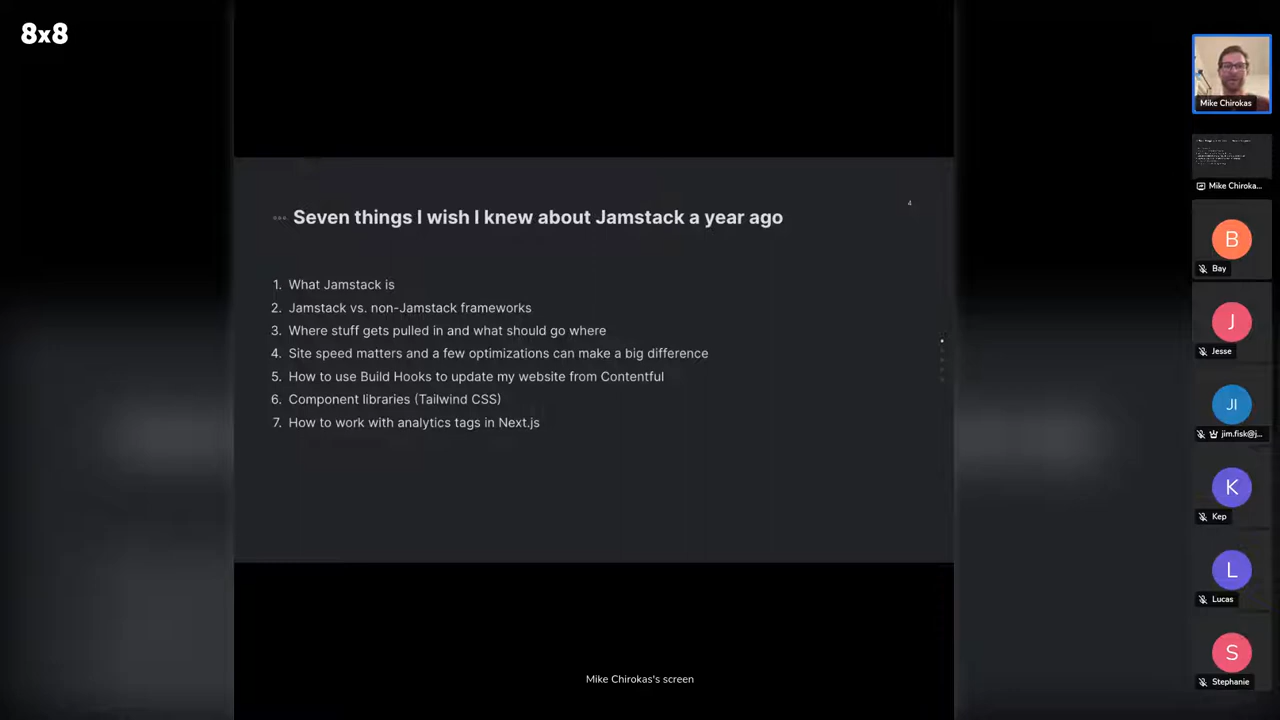 8x8
Seven things I wish I knew about Jamstack a year ago
4
1. What Jamstack is
2. Jamstack vs. non-Jamstack frameworks
3. Where stuff gets pulled in and what should go where
4. Site speed matters and a few optimizations can make a big difference
5. How to use Build Hooks to update my website from Contentful
6. Component libraries (Tailwind CSS)
7. How to work with analytics tags in Next.js
Mike Chirokas's screen
Mike Chirokas
Mike Chiroka...
B
Bay
J
Jesse
JI
jim.fisk@j...
K
Kep
L
Lucas
S
Stephanie